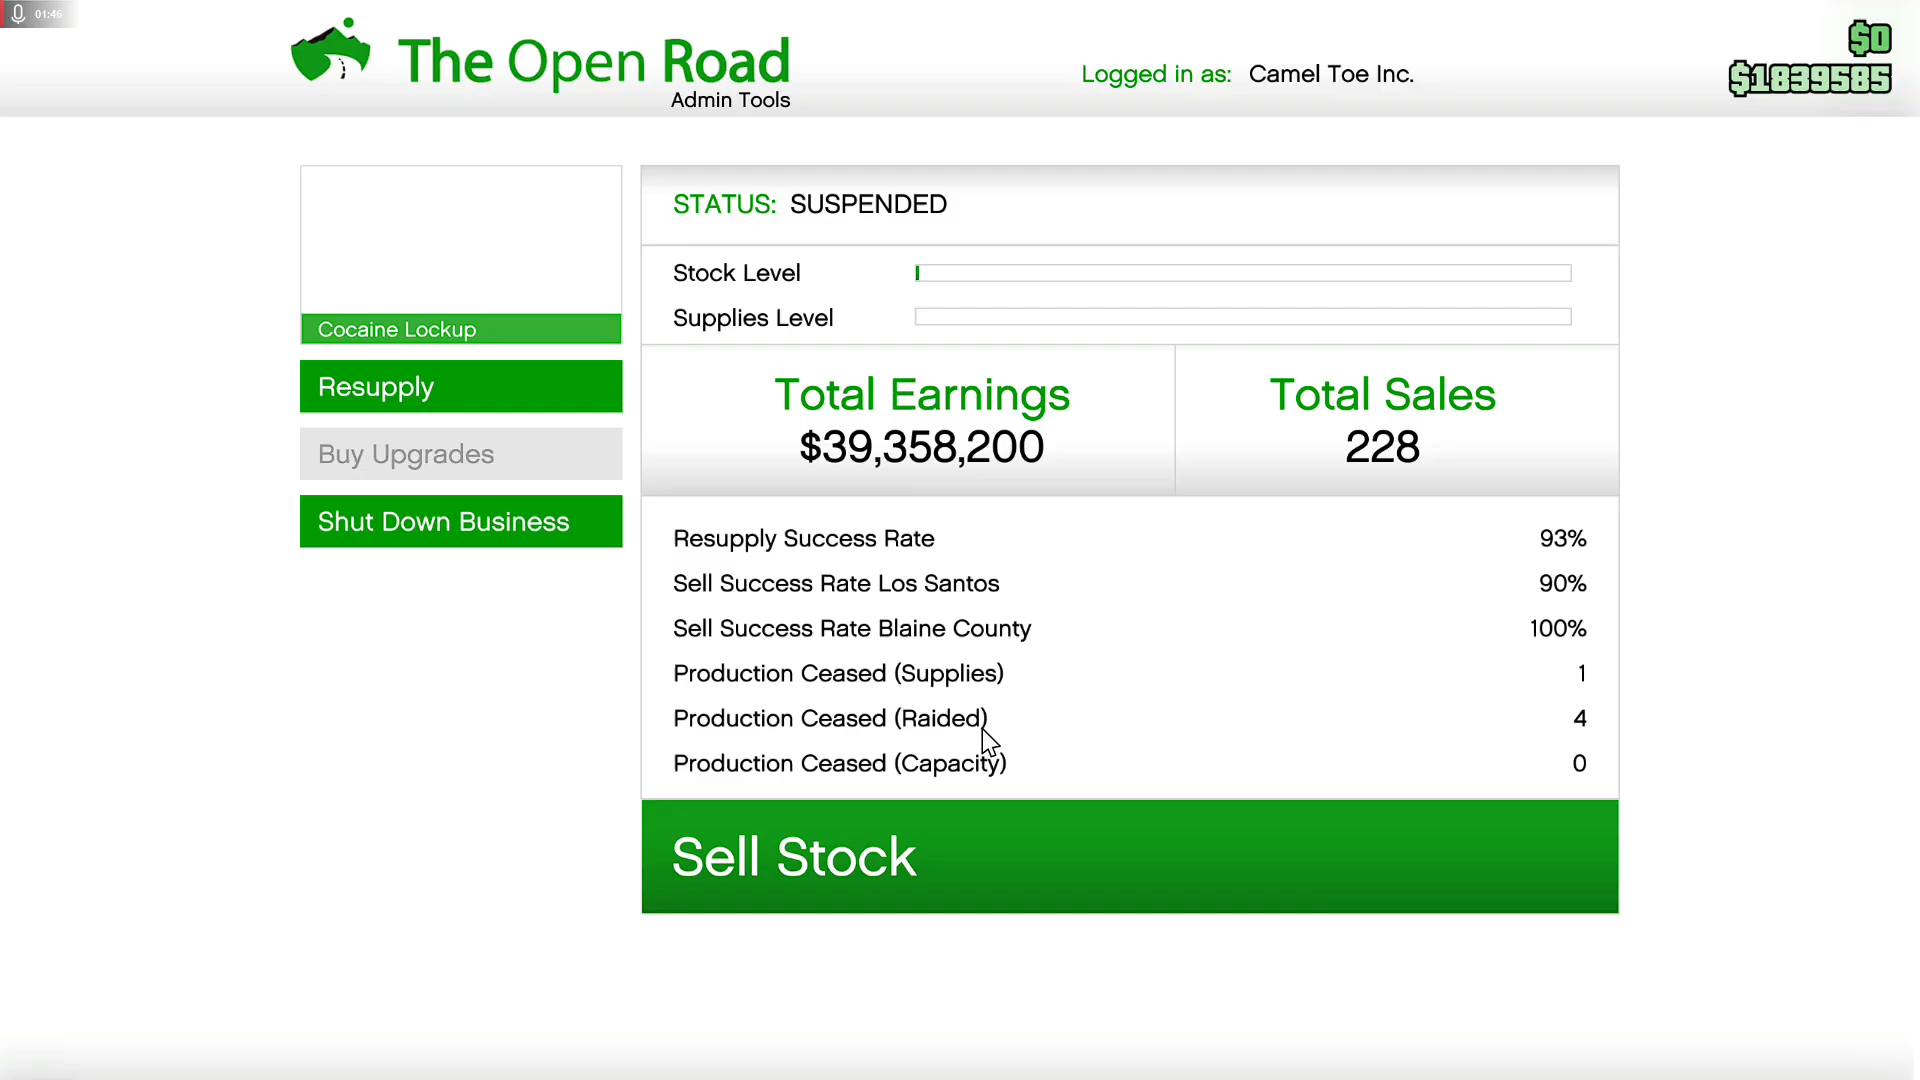 01:46
The Open Road
Admin Tools
Logged in as: Camel Toe Inc.
$0
$1839585
Cocaine Lockup
Resupply
Buy Upgrades
Shut Down Business
STATUS: SUSPENDED
Stock Level
Supplies Level
Total Earnings
$39,358,200
Total Sales
228
Resupply Success Rate 93%
Sell Success Rate Los Santos 90%
Sell Success Rate Blaine County 100%
Production Ceased (Supplies) 1
Production Ceased (Raided) 4
Production Ceased (Capacity) 0
Sell Stock